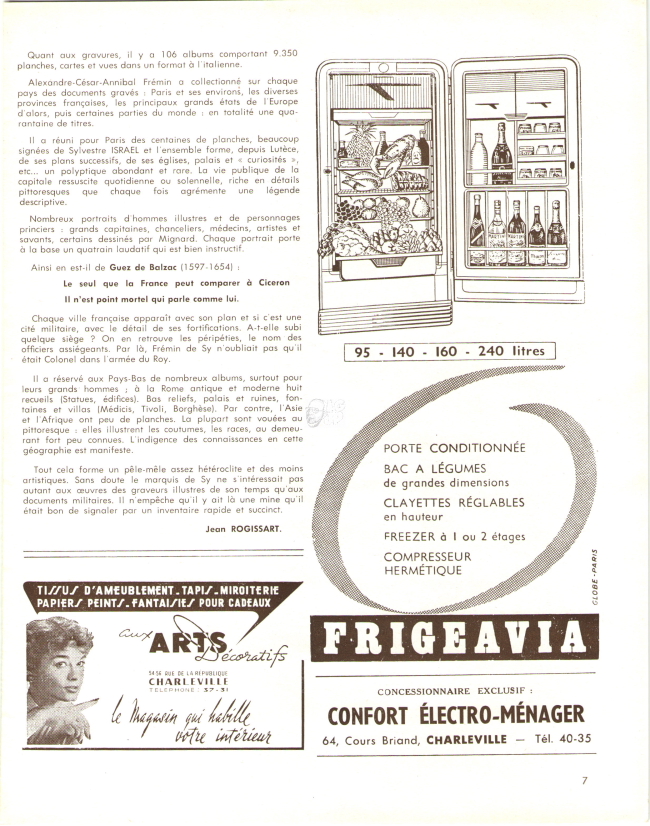 Quant aux gravures, il y a 106 albums comportant 9.350
planches, cartes et vues dans un format à l'italienne.
Alexandre-César-Annibal Frémin a collectionné sur chaque
pays des documents gravés : Paris et ses environs, les diverses
provinces françaises, les principaux grands états de l'Europe
d'alors, puis certaines parties du monde : en totalité une qua-
rantaine de titres.
Il a réuni pour Paris des centaines de planches, beaucoup
signées de Sylvestre ISRAEL et l'ensemble forme, depuis Lutèce,
de ses plans successifs, de ses églises, palais et « curiosités »,
etc... un polyptique abondant et rare. La vie publique de la
capitale ressuscite quotidienne ou solennelle, riche en détails
pittoresques que chaque fois agrémente une légende
descriptive.
Nombreux portraits d'hommes illustres et de personnages
princiers : grands capitaines, chanceliers, médecins, artistes et
savants, certains dessinés par Mignard. Chaque portrait porte
à la base un quatrain laudatif qui est bien instructif.
Ainsi en est-il de Guez de Balzac (1597-1654) :
Le seul que la France peut comparer à Ciceron
Il n'est point mortel qui parle comme lui.
Chaque ville française apparaît avec son plan et si c'est une
cité militaire, avec le détail de ses fortifications. A-t-elle subi
quelque siège ? On en retrouve les péripéties, le nom des
officiers assiégeants. Par là, Frémin de Sy n'oubliait pas qu'il
était Colonel dans l'armée du Roy.
Il a réservé aux Pays-Bas de nombreux albums, surtout pour
leurs grands hommes ; à la Rome antique et moderne huit
recueils (Statues, édifices). Bas reliefs, palais et ruines, fon-
taines et villas (Médicis, Tivoli, Borghèse). Par contre, l'Asie
et l'Afrique ont peu de planches. La plupart sont vouées au
pittoresque : elles illustrent les coutumes, les races, au demeu-
rant fort peu connues. L'indigence des connaissances en cette
géographie est manifeste.
Tout cela forme un pêle-mêle assez hétéroclite et des moins
artistiques. Sans doute le marquis de Sy ne s'intéressait pas
autant aux œuvres des graveurs illustres de son temps qu'aux
documents militaires. Il n'empêche qu'il y ait là une mine qu'il
était bon de signaler par un inventaire rapide et succinct.
Jean ROGISSART.
TISSUS D'AMEUBLEMENT - TAPIS - MIROITERIE
PAPIERS PEINTS - FANTAISIES POUR CADEAUX
aux ARTS
Décoratifs
54-56 RUE DE LA REPUBLIQUE
CHARLEVILLE
TELEPHONE : 37-31
le Magasin qui habille
votre intérieur
95 - 140 - 160 - 240 litres
PORTE CONDITIONNÉE
BAC A LÉGUMES
de grandes dimensions
CLAYETTES RÉGLABLES
en hauteur
FREEZER à 1 ou 2 étages
COMPRESSEUR
HERMÉTIQUE
GLOBE-PARIS
FRIGEAVIA
CONCESSIONNAIRE EXCLUSIF :
CONFORT ÉLECTRO-MÉNAGER
64, Cours Briand, CHARLEVILLE — Tél. 40-35
7